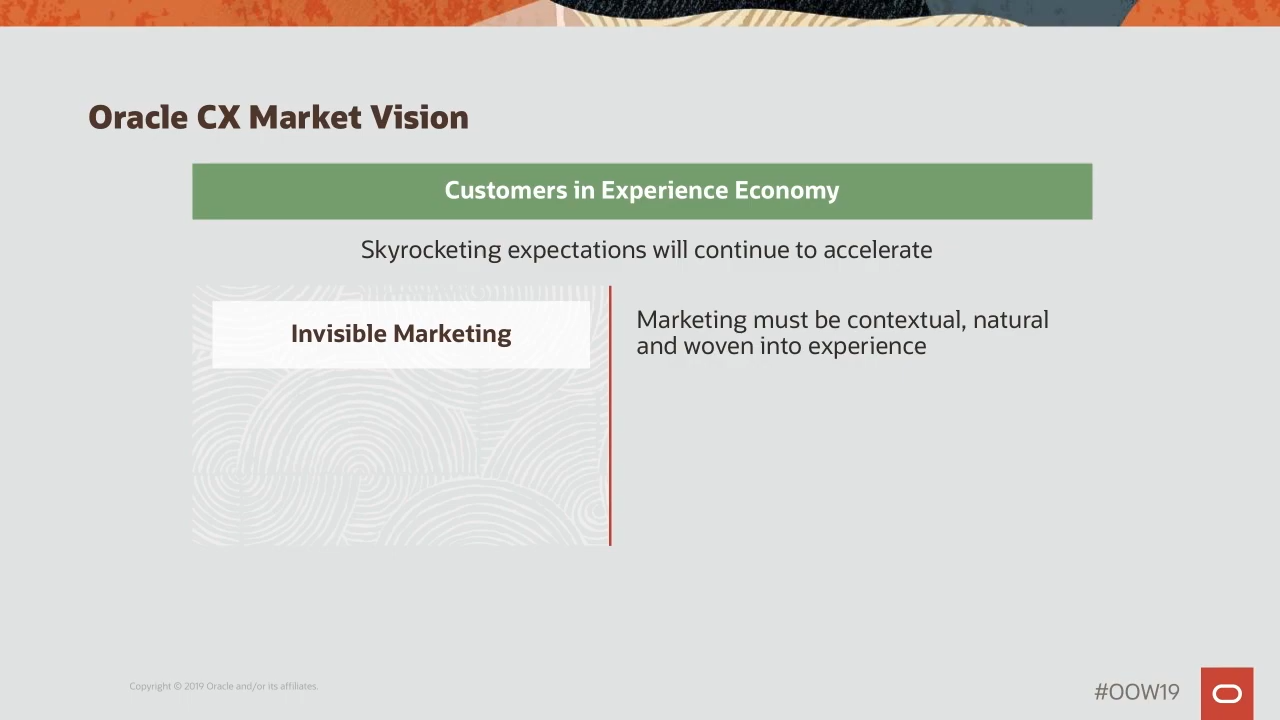 Oracle CX Market Vision
Customers in Experience Economy
Skyrocketing expectations will continue to accelerate
Invisible Marketing
Marketing must be contextual, natural
and woven into experience
Copyright © 2019 Oracle and/or its affiliates.
#OOW19